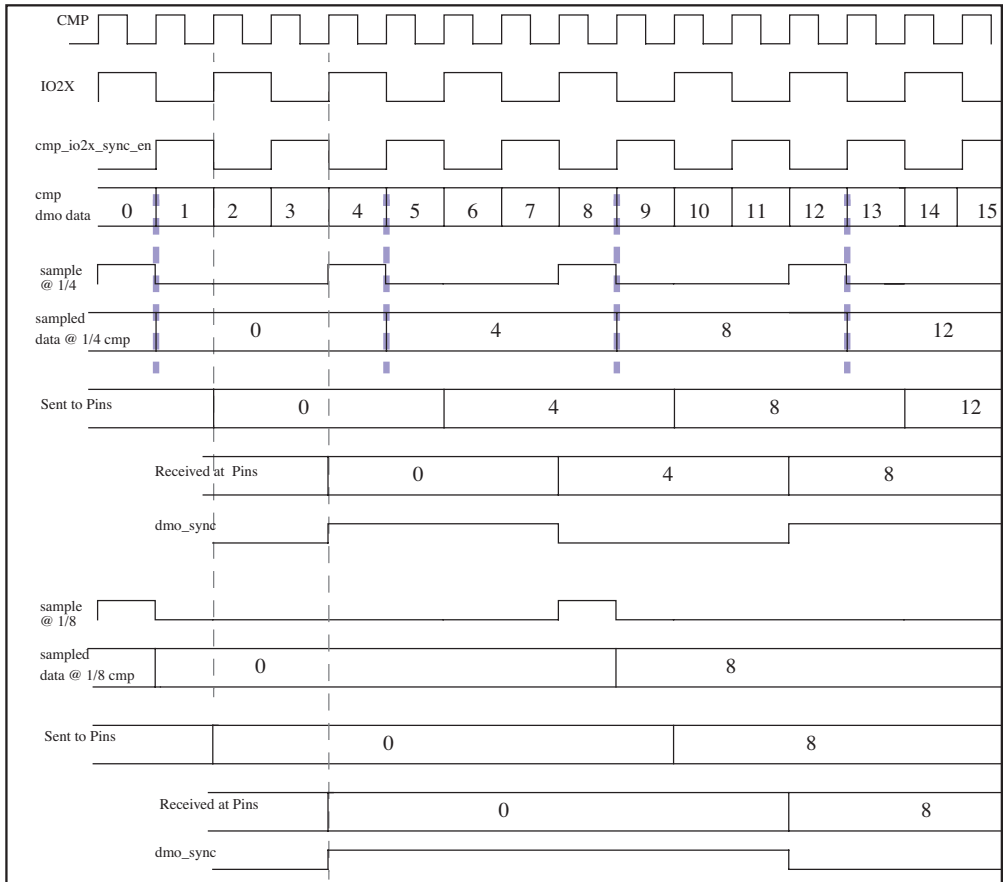 CMP
IO2X
cmp_io2x_sync_en
cmp
dmo data
0 1 2 3 4 5 6 7 8 9 10 11 12 13 14 15
sample
@ 1/4
sampled
data @ 1/4 cmp
0 4 8 12
Sent to Pins
0 4 8 12
Received at Pins
0 4 8
dmo_sync
sample
@ 1/8
sampled
data @ 1/8 cmp
0 8
Sent to Pins
0 8
Received at Pins
0 8
dmo_sync